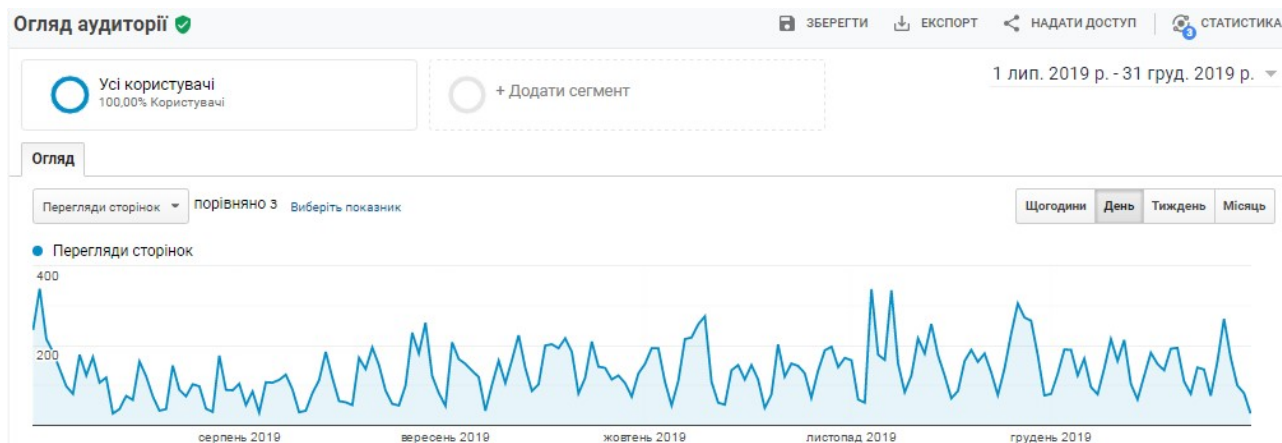 Огляд аудиторії
ЗБЕРЕГТИ ЕКСПОРТ НАДАТИ ДОСТУП 3 СТАТИСТИКА
Усі користувачі
100,00% Користувачі
+ Додати сегмент
1 лип. 2019 р. - 31 груд. 2019 р.
Огляд
Перегляди сторінок порівняно з Виберіть показник
Щогодини День Тиждень Місяць
Перегляди сторінок
400
200
серпень 2019 вересень 2019 жовтень 2019 листопад 2019 грудень 2019